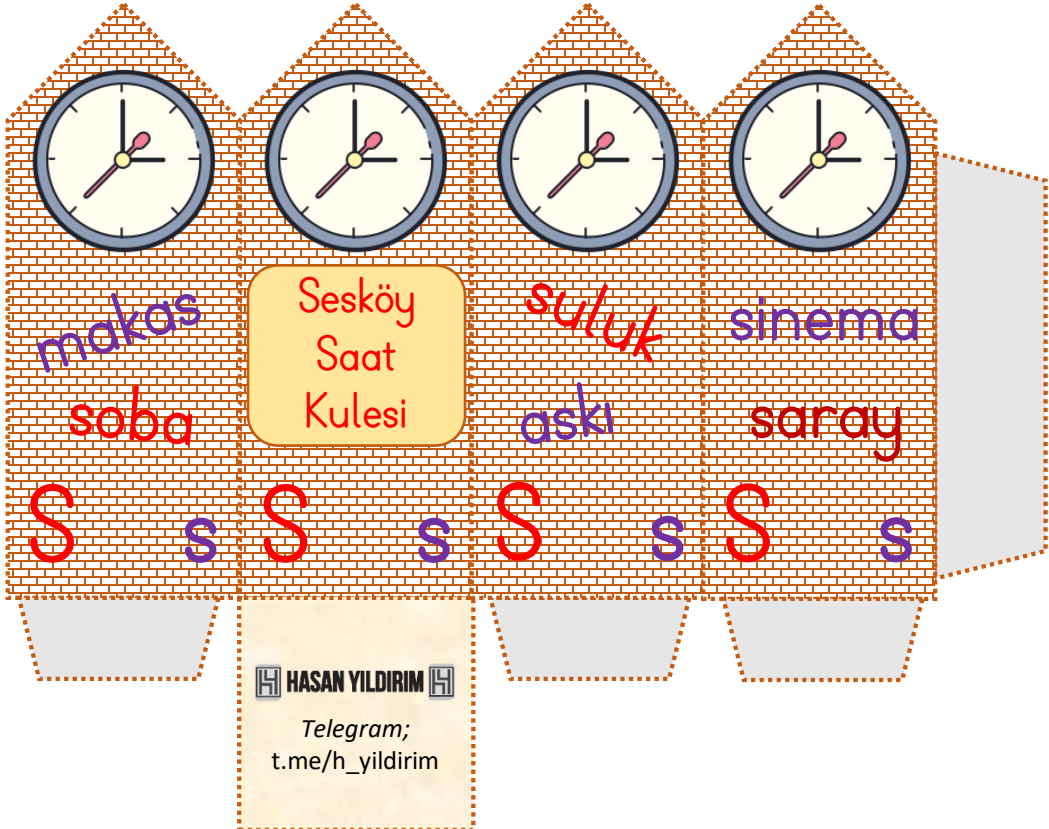 makas
soba
S s
Sesköy
Saat
Kulesi
S s
suluk
askı
S s
sinema
saray
S s
HASAN YILDIRIM
Telegram;
t.me/h_yildirim